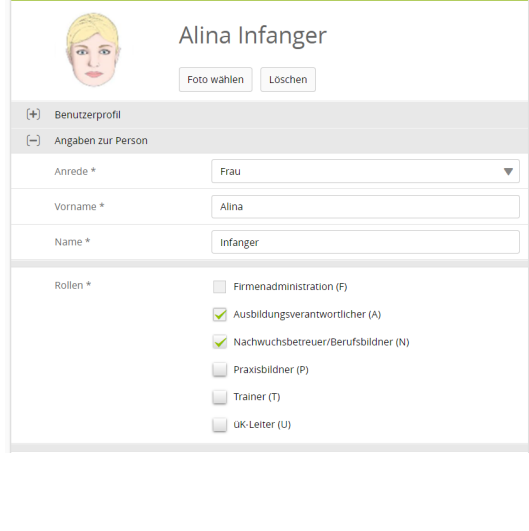 Alina Infanger
Foto wählen Löschen
[+] Benutzerprofil
[−] Angaben zur Person
Anrede * Frau
Vorname * Alina
Name * Infanger
Rollen * Firmenadministration (F)
Ausbildungsverantwortlicher (A)
Nachwuchsbetreuer/Berufsbildner (N)
Praxisbildner (P)
Trainer (T)
üK-Leiter (U)